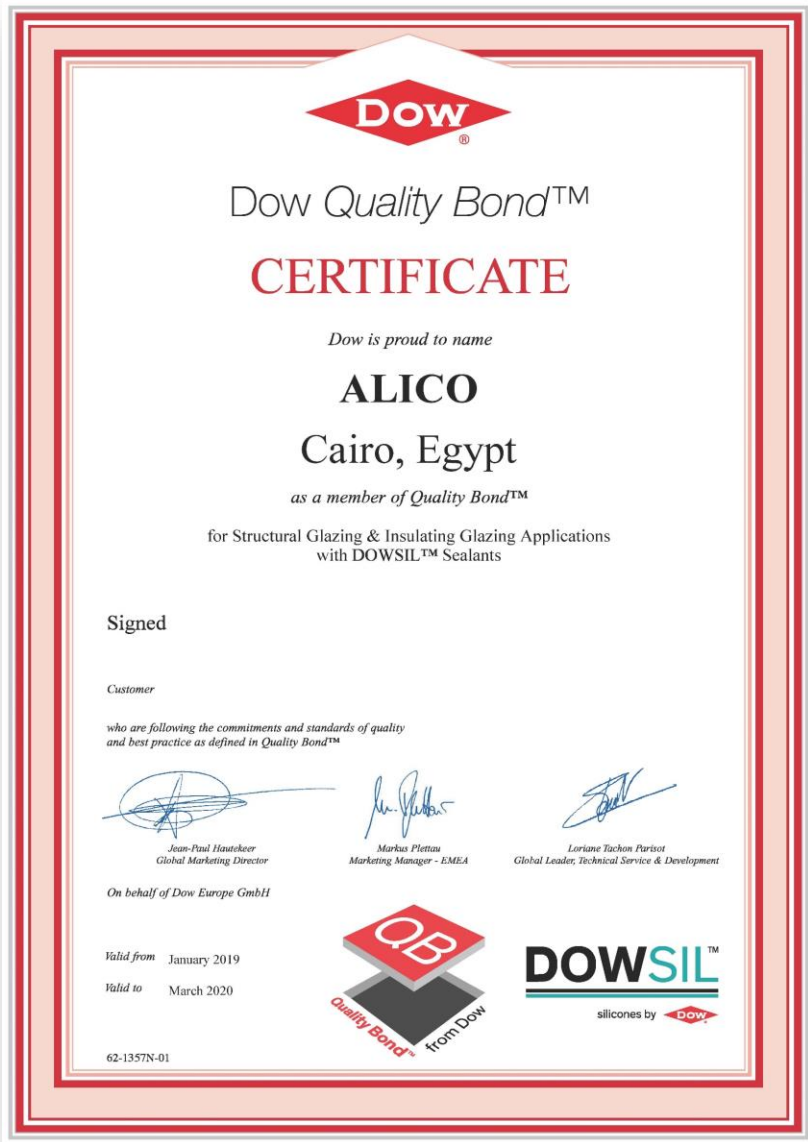 Dow
®
Dow Quality Bond™
CERTIFICATE
Dow is proud to name
ALICO
Cairo, Egypt
as a member of Quality Bond™
for Structural Glazing & Insulating Glazing Applications
with DOWSIL™ Sealants
Signed
Customer
who are following the commitments and standards of quality
and best practice as defined in Quality Bond™
Jean-Paul Hautekeer
Global Marketing Director
Markus Plettau
Marketing Manager - EMEA
Loriane Tachon Parisot
Global Leader, Technical Service & Development
On behalf of Dow Europe GmbH
Valid from January 2019
Valid to March 2020
QB
Quality Bond™ from Dow
DOWSIL™
silicones by Dow
62-1357N-01